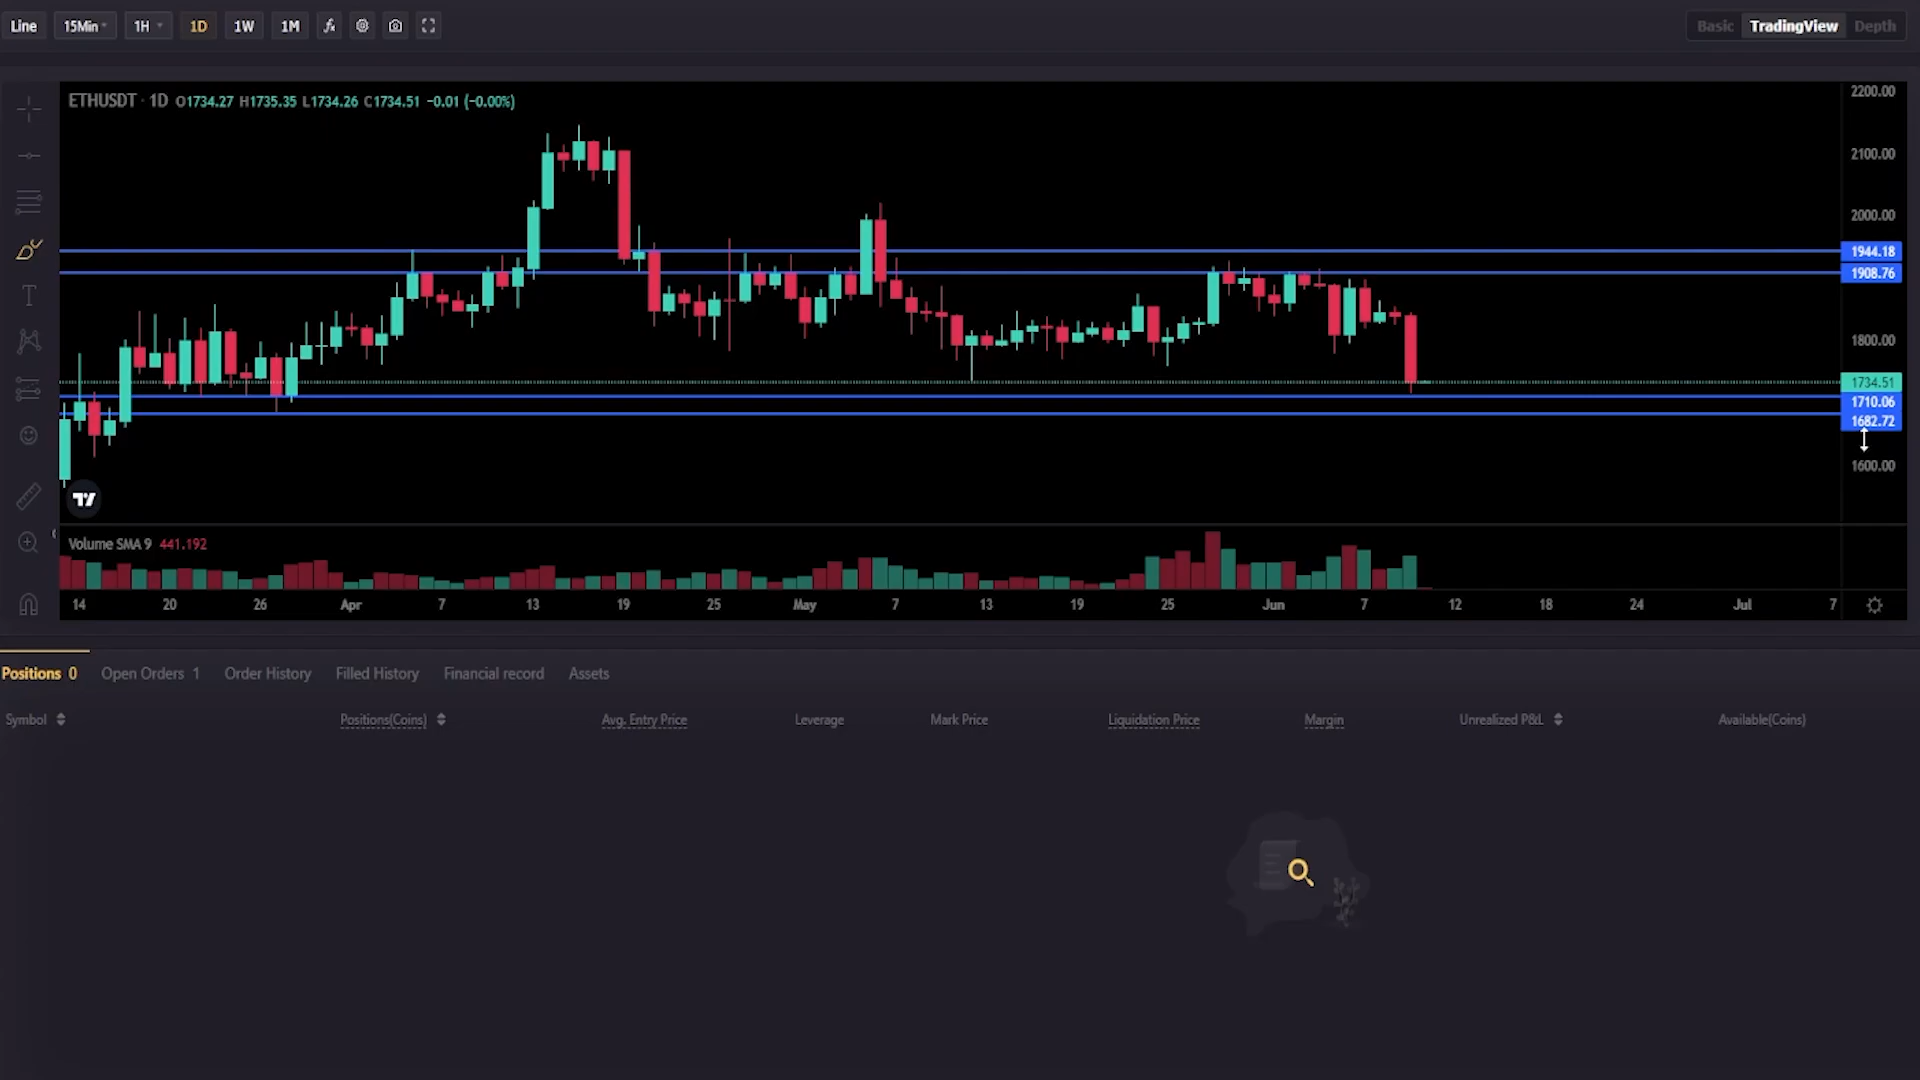 Line 15Min 1H 1D 1W 1M fx Basic TradingView Depth
ETHUSDT · 1D O1734.27 H1735.35 L1734.26 C1734.51 −0.01 (−0.00%)
2200.00
2100.00
2000.00
1944.18
1908.76
1800.00
1734.51
1710.06
1682.72
1600.00
Volume SMA 9 441.192
14 20 26 Apr 7 13 19 25 May 7 13 19 25 Jun 7 12 18 24 Jul 7
Positions 0 Open Orders 1 Order History Filled History Financial record Assets
Symbol Positions(Coins) Avg. Entry Price Leverage Mark Price Liquidation Price Margin Unrealized P&L Available(Coins)